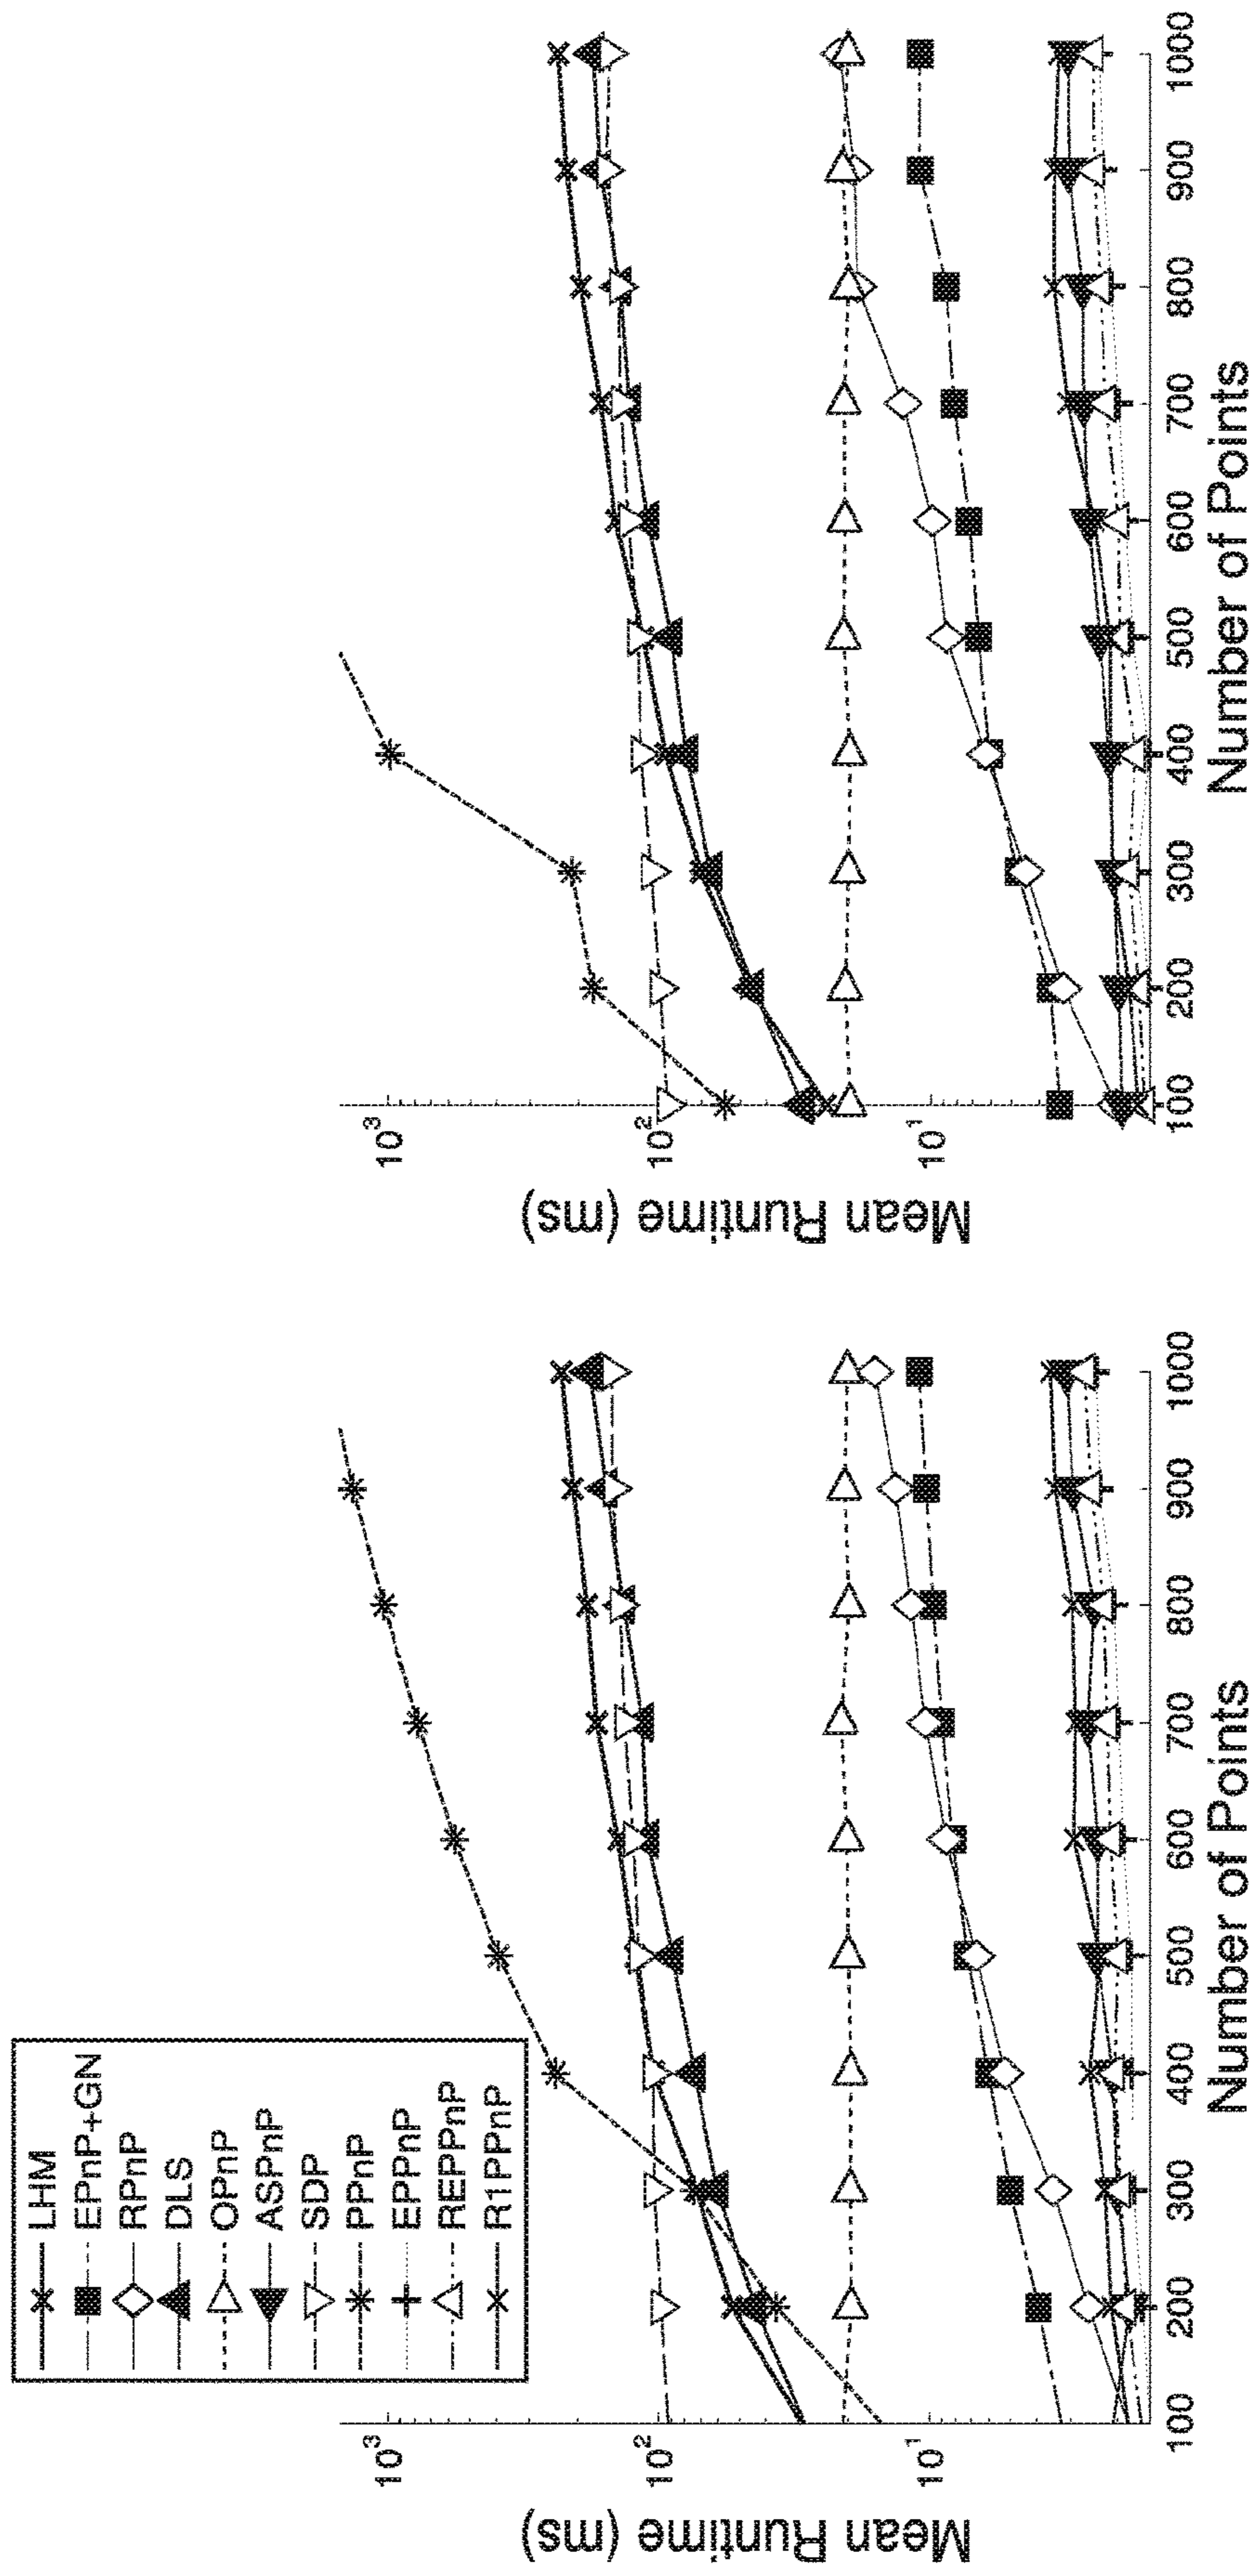 LHM
EPnP+GN
RPnP
DLS
OPnP
ASPnP
SDP
PPnP
EPPnP
REPPnP
R1PPnP
Mean Runtime (ms)
10³
10²
10¹
100 200 300 400 500 600 700 800 900 1000
Number of Points
Mean Runtime (ms)
10³
10²
10¹
100 200 300 400 500 600 700 800 900 1000
Number of Points